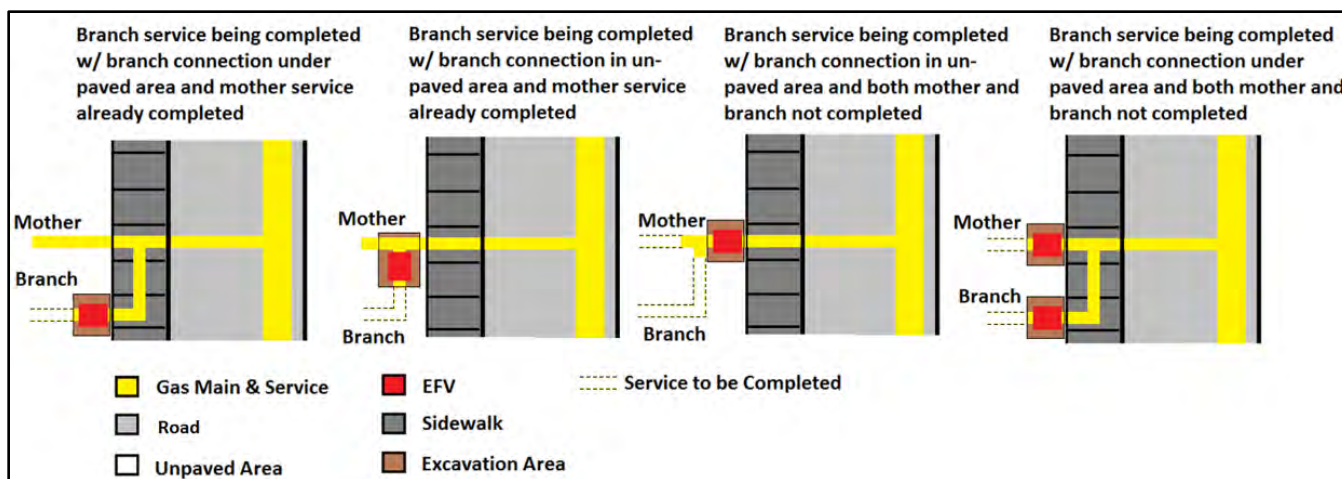 Branch service being completed
w/ branch connection under
paved area and mother service
already completed
Branch service being completed
w/ branch connection in un-
paved area and mother service
already completed
Branch service being completed
w/ branch connection in un-
paved area and both mother and
branch not completed
Branch service being completed
w/ branch connection under
paved area and both mother and
branch not completed
Mother
Branch
Mother
Branch
Mother
Branch
Mother
Branch
Gas Main & Service
EFV
Service to be Completed
Road
Sidewalk
Unpaved Area
Excavation Area